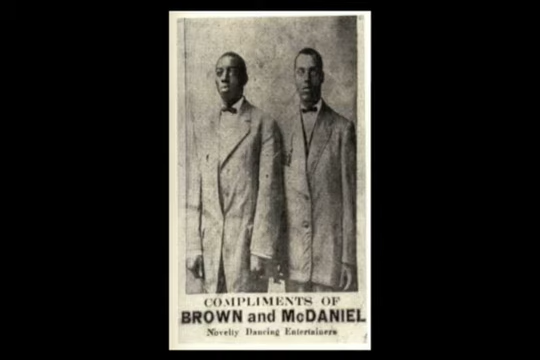 COMPLIMENTS OF
BROWN and McDANIEL
Novelty Dancing Entertainers